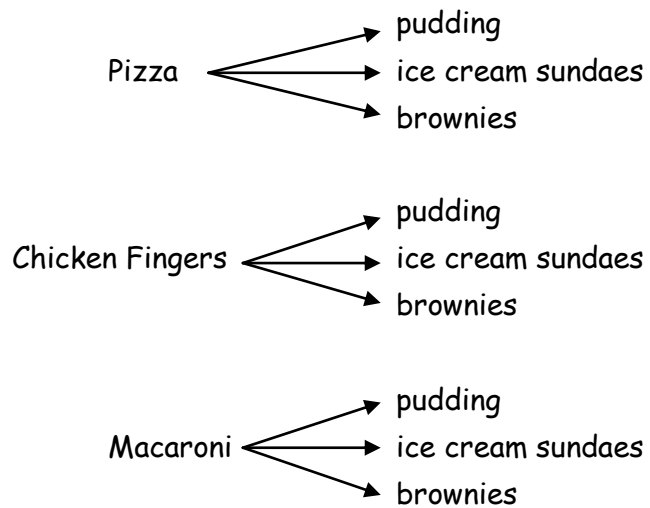 pudding
Pizza
ice cream sundaes
brownies
pudding
Chicken Fingers
ice cream sundaes
brownies
pudding
Macaroni
ice cream sundaes
brownies